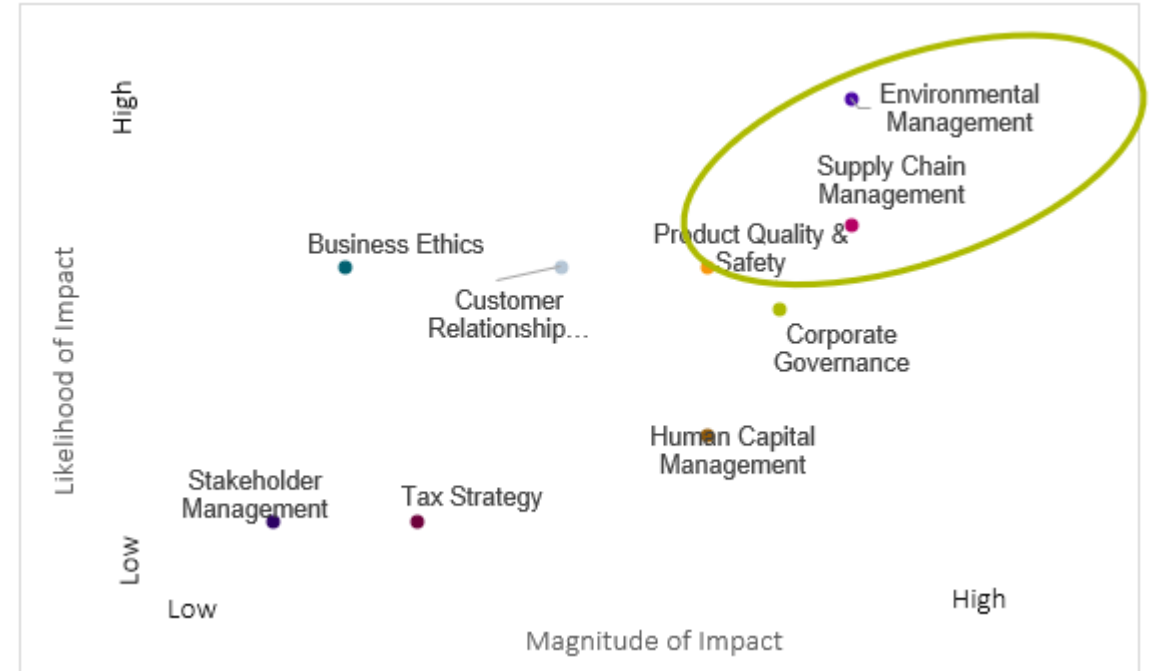 High
Environmental
Management
Supply Chain
Management
Product Quality &
Safety
Business Ethics
Customer
Relationship...
Corporate
Governance
Likelihood of Impact
Human Capital
Management
Stakeholder
Management
Tax Strategy
Low
Low
High
Magnitude of Impact